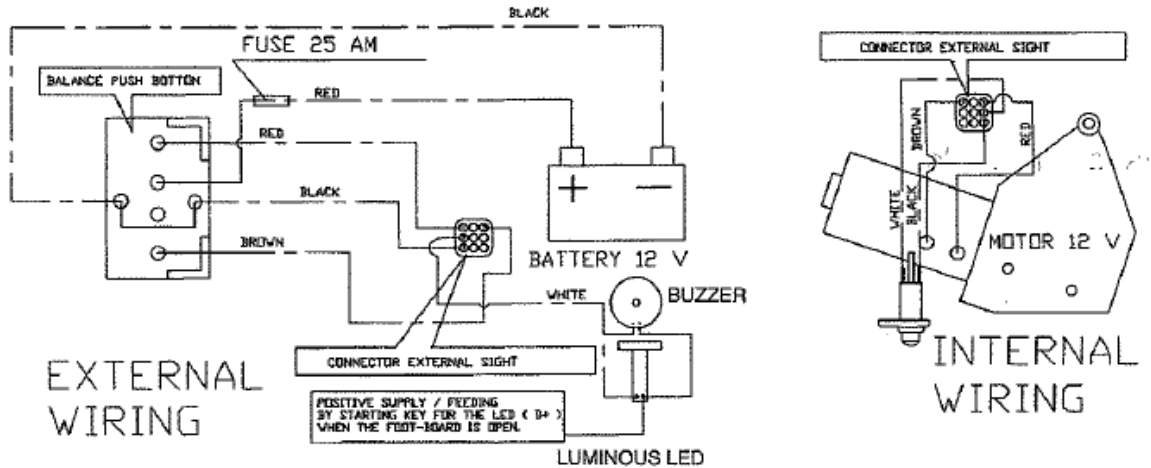 BLACK
FUSE 25 AM
BALANCE PUSH BOTTON
RED
RED
BLACK
BROWN
WHITE
BATTERY 12 V
BUZZER
CONNECTOR EXTERNAL SIGHT
POSITIVE SUPPLY / FEEDING
BY STARTING KEY FOR THE LED ( D+ )
WHEN THE FOOT-BOARD IS OPEN.
LUMINOUS LED
EXTERNAL
WIRING
CONNECTOR EXTERNAL SIGHT
BROWN
RED
WHITE
BLACK
MOTOR 12 V
INTERNAL
WIRING